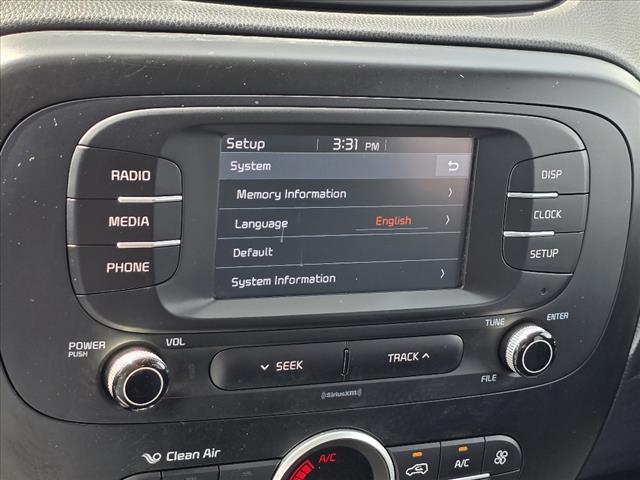 Setup 3:31 PM
System
Memory Information
Language English
Default
System Information
RADIO
MEDIA
PHONE
DISP
CLOCK
SETUP
POWER
PUSH
VOL
SEEK
TRACK
TUNE
ENTER
FILE
((SiriusXM))
Clean Air
A/C
A/C